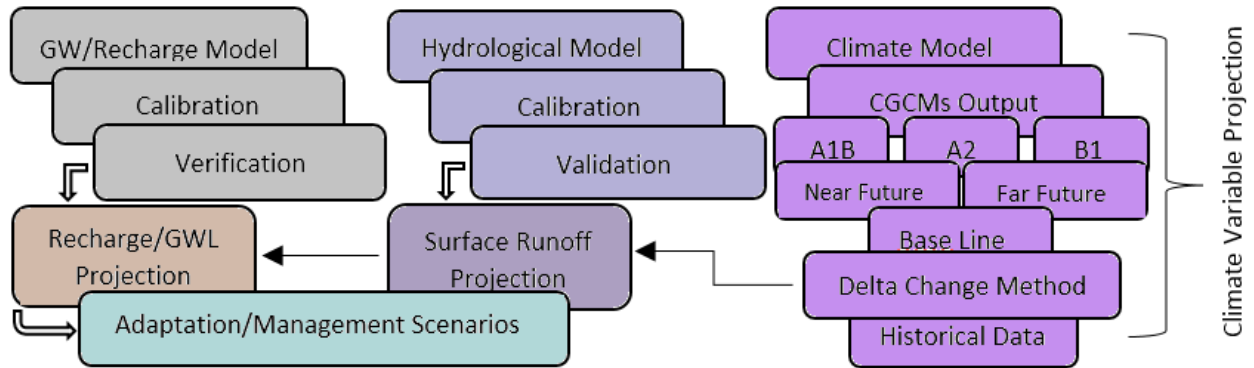 GW/Recharge Model
Calibration
Verification
Recharge/GWL
Projection
Adaptation/Management Scenarios
Hydrological Model
Calibration
Validation
Surface Runoff
Projection
Climate Model
CGCMs Output
A1B
A2
B1
Near Future
Far Future
Base Line
Delta Change Method
Historical Data
Climate Variable Projection